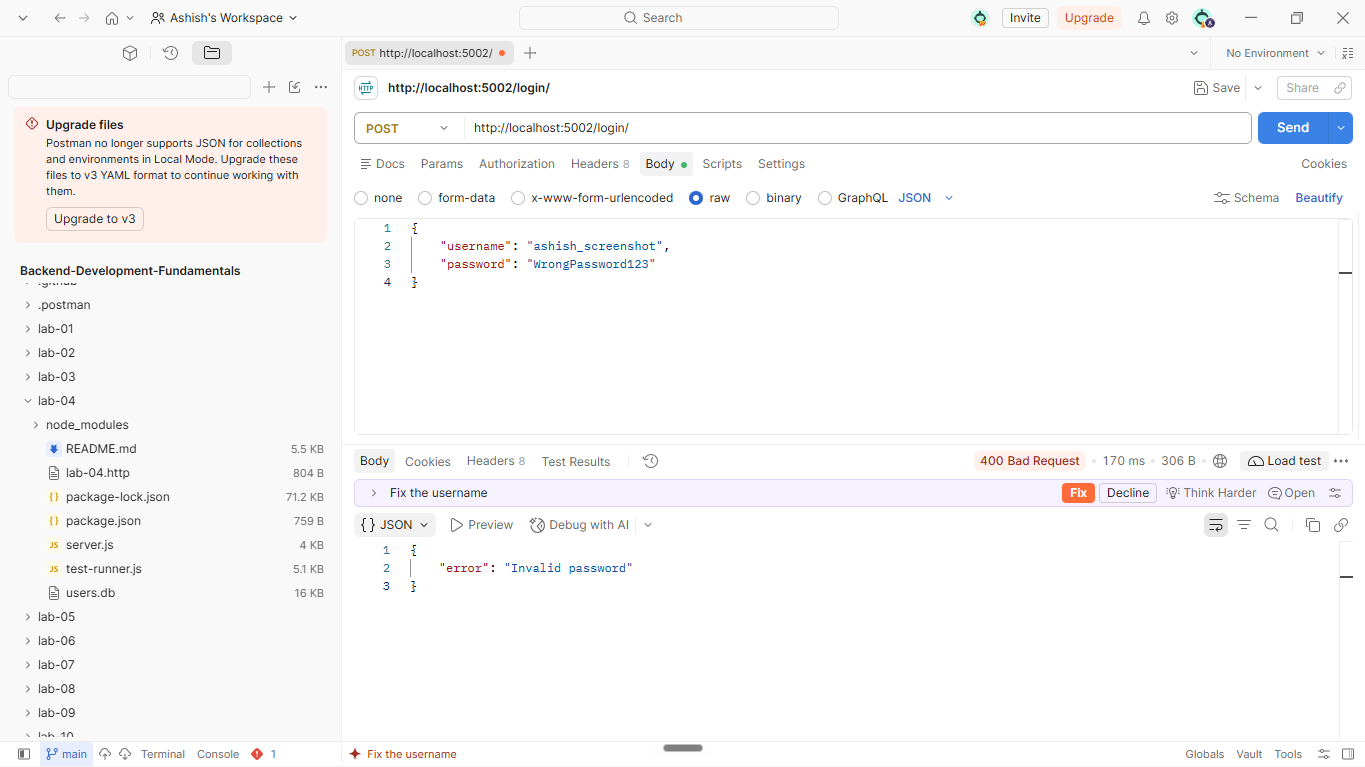 Ashish's Workspace
Search
Invite
Upgrade
POST http://localhost:5002/
No Environment
Upgrade files
Postman no longer supports JSON for collections
and environments in Local Mode. Upgrade these
files to v3 YAML format to continue working with
them.
Upgrade to v3
Backend-Development-Fundamentals
.github
.postman
lab-01
lab-02
lab-03
lab-04
node_modules
README.md 5.5 KB
lab-04.http 804 B
package-lock.json 71.2 KB
package.json 759 B
server.js 4 KB
test-runner.js 5.1 KB
users.db 16 KB
lab-05
lab-06
lab-07
lab-08
lab-09
lab-10
HTTP http://localhost:5002/login/
Save
Share
POST http://localhost:5002/login/
Send
Docs Params Authorization Headers 8 Body Scripts Settings Cookies
none form-data x-www-form-urlencoded raw binary GraphQL JSON Schema Beautify
1 {
2 "username": "ashish_screenshot",
3 "password": "WrongPassword123"
4 }
Body Cookies Headers 8 Test Results 400 Bad Request 170 ms 306 B Load test
Fix the username Fix Decline Think Harder Open
{} JSON Preview Debug with AI
1 {
2 "error": "Invalid password"
3 }
main Terminal Console 1 Fix the username Globals Vault Tools